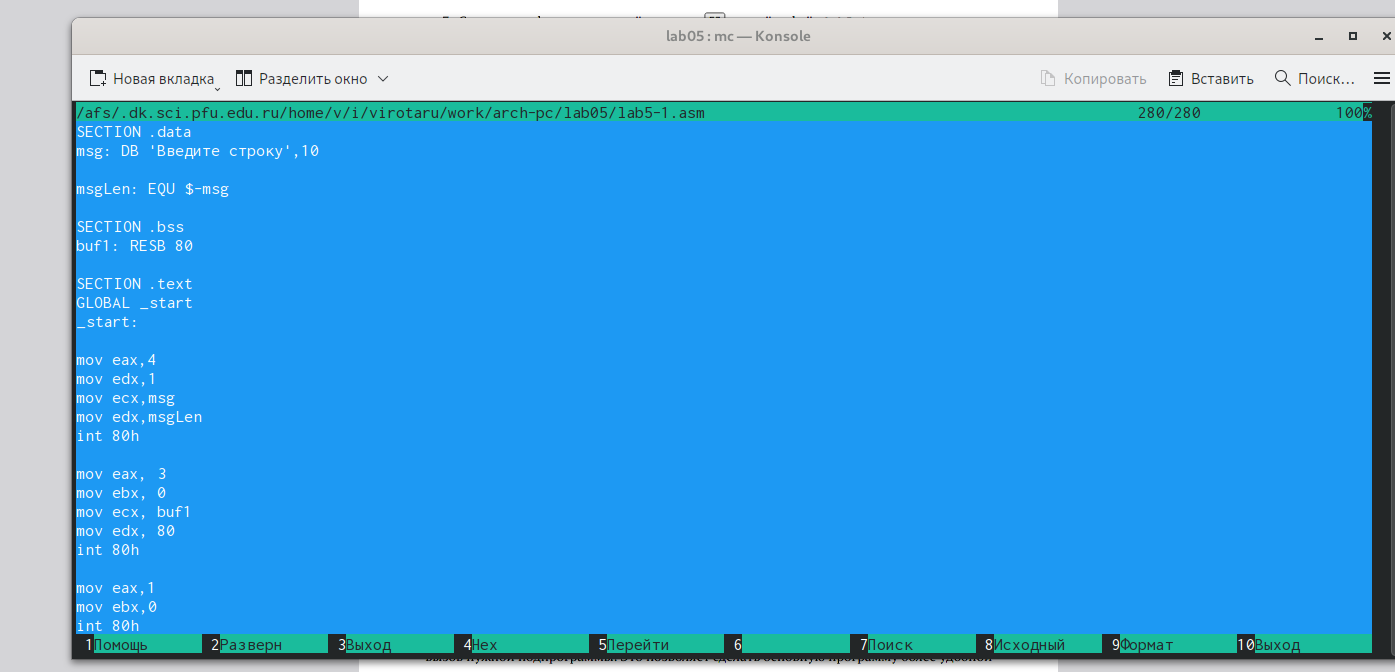 lab05 : mc — Konsole
Новая вкладка Разделить окно Копировать Вставить Поиск...
/afs/.dk.sci.pfu.edu.ru/home/v/i/virotaru/work/arch-pc/lab05/lab5-1.asm 280/280 100%
SECTION .data
msg: DB 'Введите строку',10
msgLen: EQU $-msg
SECTION .bss
buf1: RESB 80
SECTION .text
GLOBAL _start
_start:
mov eax,4
mov edx,1
mov ecx,msg
mov edx,msgLen
int 80h
mov eax, 3
mov ebx, 0
mov ecx, buf1
mov edx, 80
int 80h
mov eax,1
mov ebx,0
int 80h
1Помощь 2Разверн 3Выход 4Hex 5Перейти 6 7Поиск 8Исходный 9Формат 10Выход